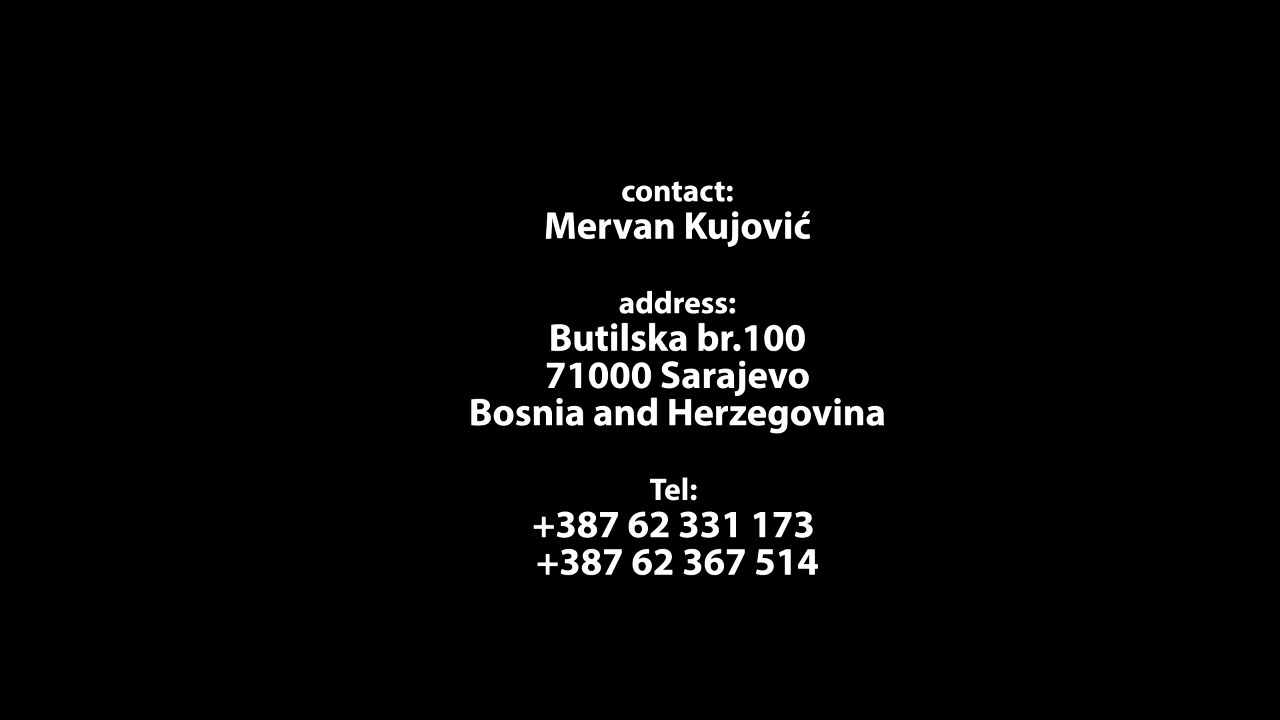 contact:
Mervan Kujović
address:
Butilska br.100
71000 Sarajevo
Bosnia and Herzegovina
Tel:
+387 62 331 173
+387 62 367 514